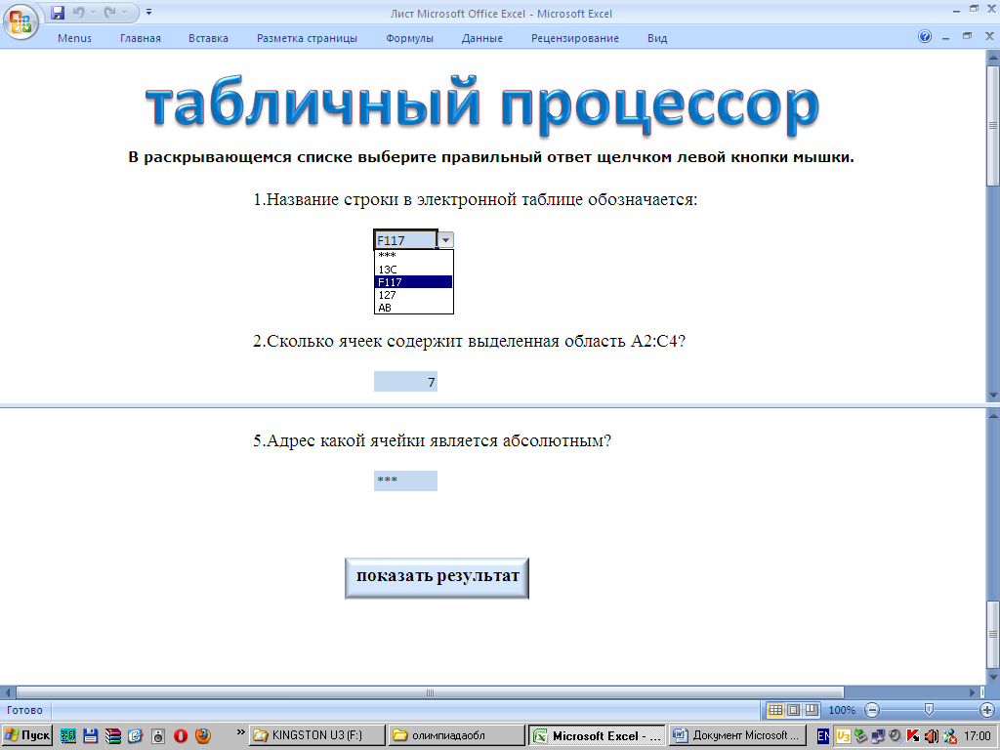 Лист Microsoft Office Excel - Microsoft Excel
Menus Главная Вставка Разметка страницы Формулы Данные Рецензирование Вид
табличный процессор
В раскрывающемся списке выберите правильный ответ щелчком левой кнопки мышки.
1.Название строки в электронной таблице обозначается:
F117
***
13C
F117
127
AB
2.Сколько ячеек содержит выделенная область A2:C4?
7
5.Адрес какой ячейки является абсолютным?
***
показать результат
Готово 100%
Пуск » KINGSTON U3 (F:) олимпиадаобл Microsoft Excel - ... Документ Microsoft ... EN 17:00